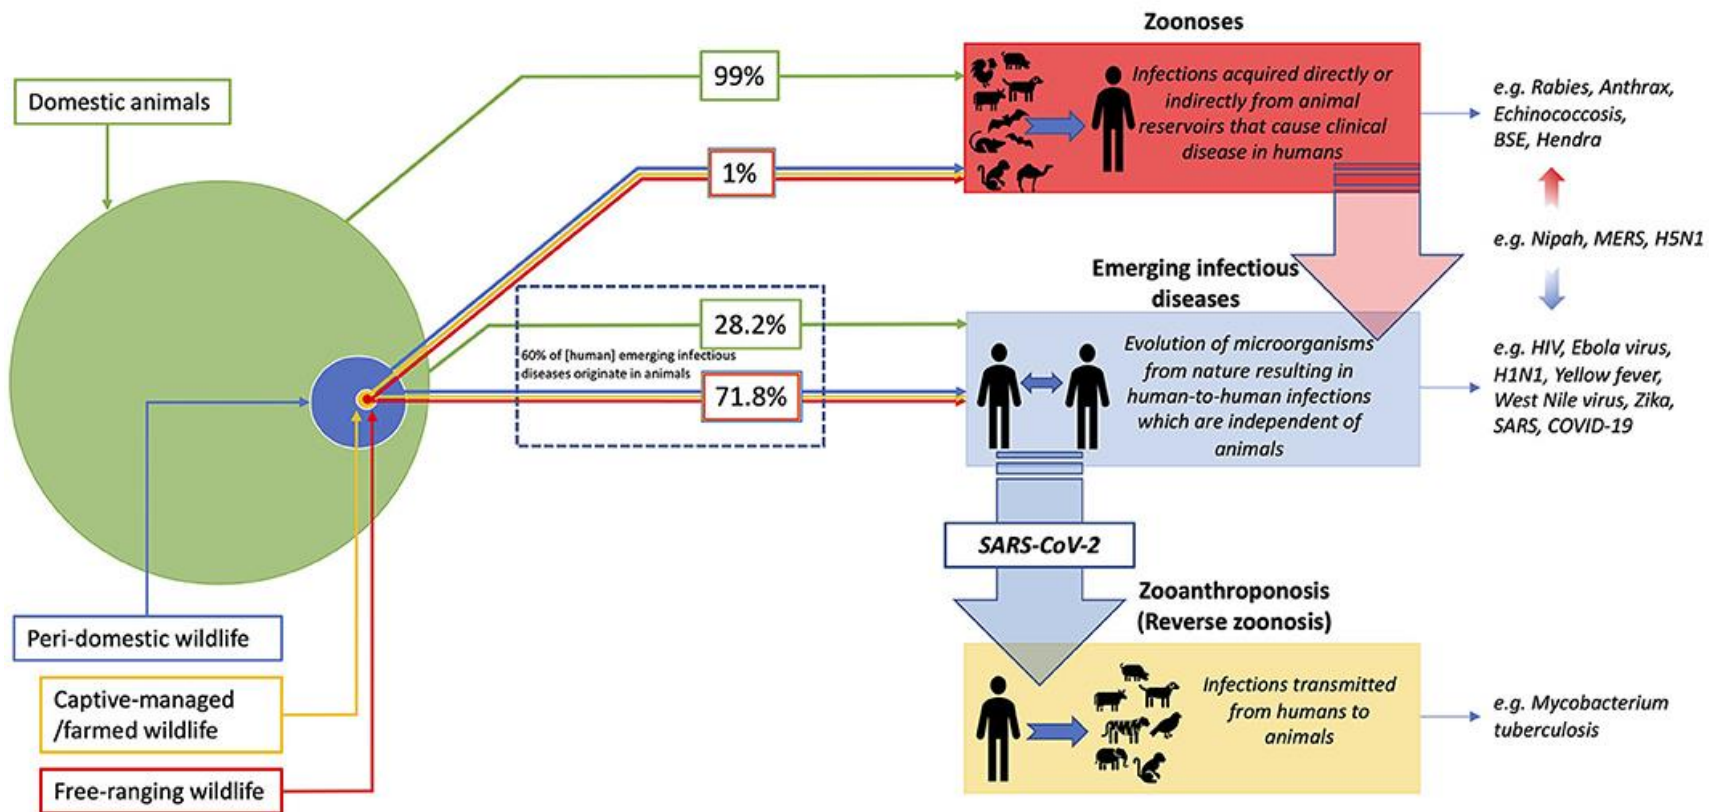 Zoonoses
Domestic animals
99%
Infections acquired directly or
indirectly from animal
reservoirs that cause clinical
disease in humans
e.g. Rabies, Anthrax,
Echinococcosis,
BSE, Hendra
1%
e.g. Nipah, MERS, H5N1
Emerging infectious
diseases
28.2%
60% of [human] emerging infectious
diseases originate in animals
71.8%
Evolution of microorganisms
from nature resulting in
human-to-human infections
which are independent of
animals
e.g. HIV, Ebola virus,
H1N1, Yellow fever,
West Nile virus, Zika,
SARS, COVID-19
SARS-CoV-2
Zooanthroponosis
(Reverse zoonosis)
Peri-domestic wildlife
Captive-managed
/farmed wildlife
Free-ranging wildlife
Infections transmitted
from humans to
animals
e.g. Mycobacterium
tuberculosis